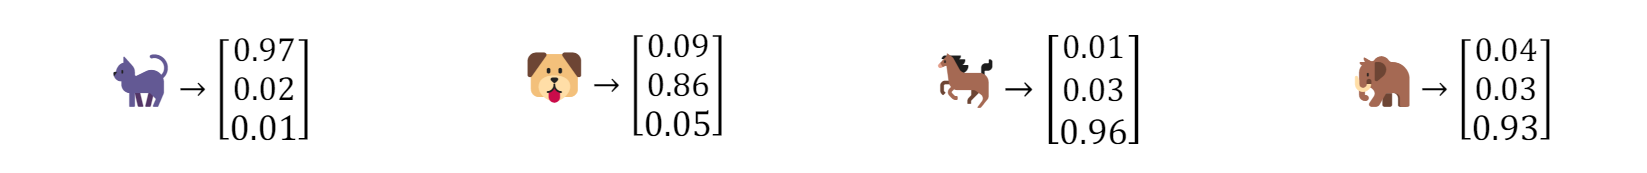 → [0.97 0.02 0.01]
→ [0.09 0.86 0.05]
→ [0.01 0.03 0.96]
→ [0.04 0.03 0.93]